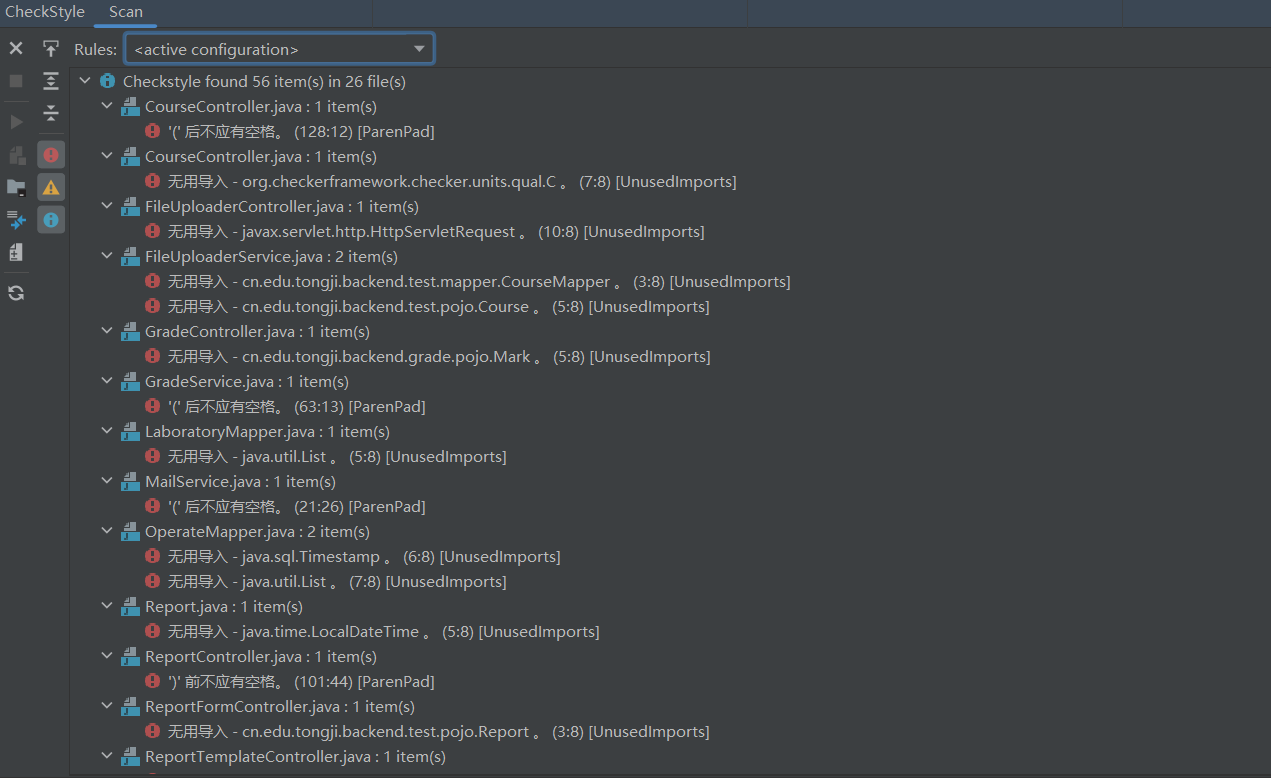 CheckStyle Scan
Rules: <active configuration>
Checkstyle found 56 item(s) in 26 file(s)
CourseController.java : 1 item(s)
'(' 后不应有空格。 (128:12) [ParenPad]
CourseController.java : 1 item(s)
无用导入 - org.checkerframework.checker.units.qual.C 。 (7:8) [UnusedImports]
FileUploaderController.java : 1 item(s)
无用导入 - javax.servlet.http.HttpServletRequest 。 (10:8) [UnusedImports]
FileUploaderService.java : 2 item(s)
无用导入 - cn.edu.tongji.backend.test.mapper.CourseMapper 。 (3:8) [UnusedImports]
无用导入 - cn.edu.tongji.backend.test.pojo.Course 。 (5:8) [UnusedImports]
GradeController.java : 1 item(s)
无用导入 - cn.edu.tongji.backend.grade.pojo.Mark 。 (5:8) [UnusedImports]
GradeService.java : 1 item(s)
'(' 后不应有空格。 (63:13) [ParenPad]
LaboratoryMapper.java : 1 item(s)
无用导入 - java.util.List 。 (5:8) [UnusedImports]
MailService.java : 1 item(s)
'(' 后不应有空格。 (21:26) [ParenPad]
OperateMapper.java : 2 item(s)
无用导入 - java.sql.Timestamp 。 (6:8) [UnusedImports]
无用导入 - java.util.List 。 (7:8) [UnusedImports]
Report.java : 1 item(s)
无用导入 - java.time.LocalDateTime 。 (5:8) [UnusedImports]
ReportController.java : 1 item(s)
')' 前不应有空格。 (101:44) [ParenPad]
ReportFormController.java : 1 item(s)
无用导入 - cn.edu.tongji.backend.test.pojo.Report 。 (3:8) [UnusedImports]
ReportTemplateController.java : 1 item(s)